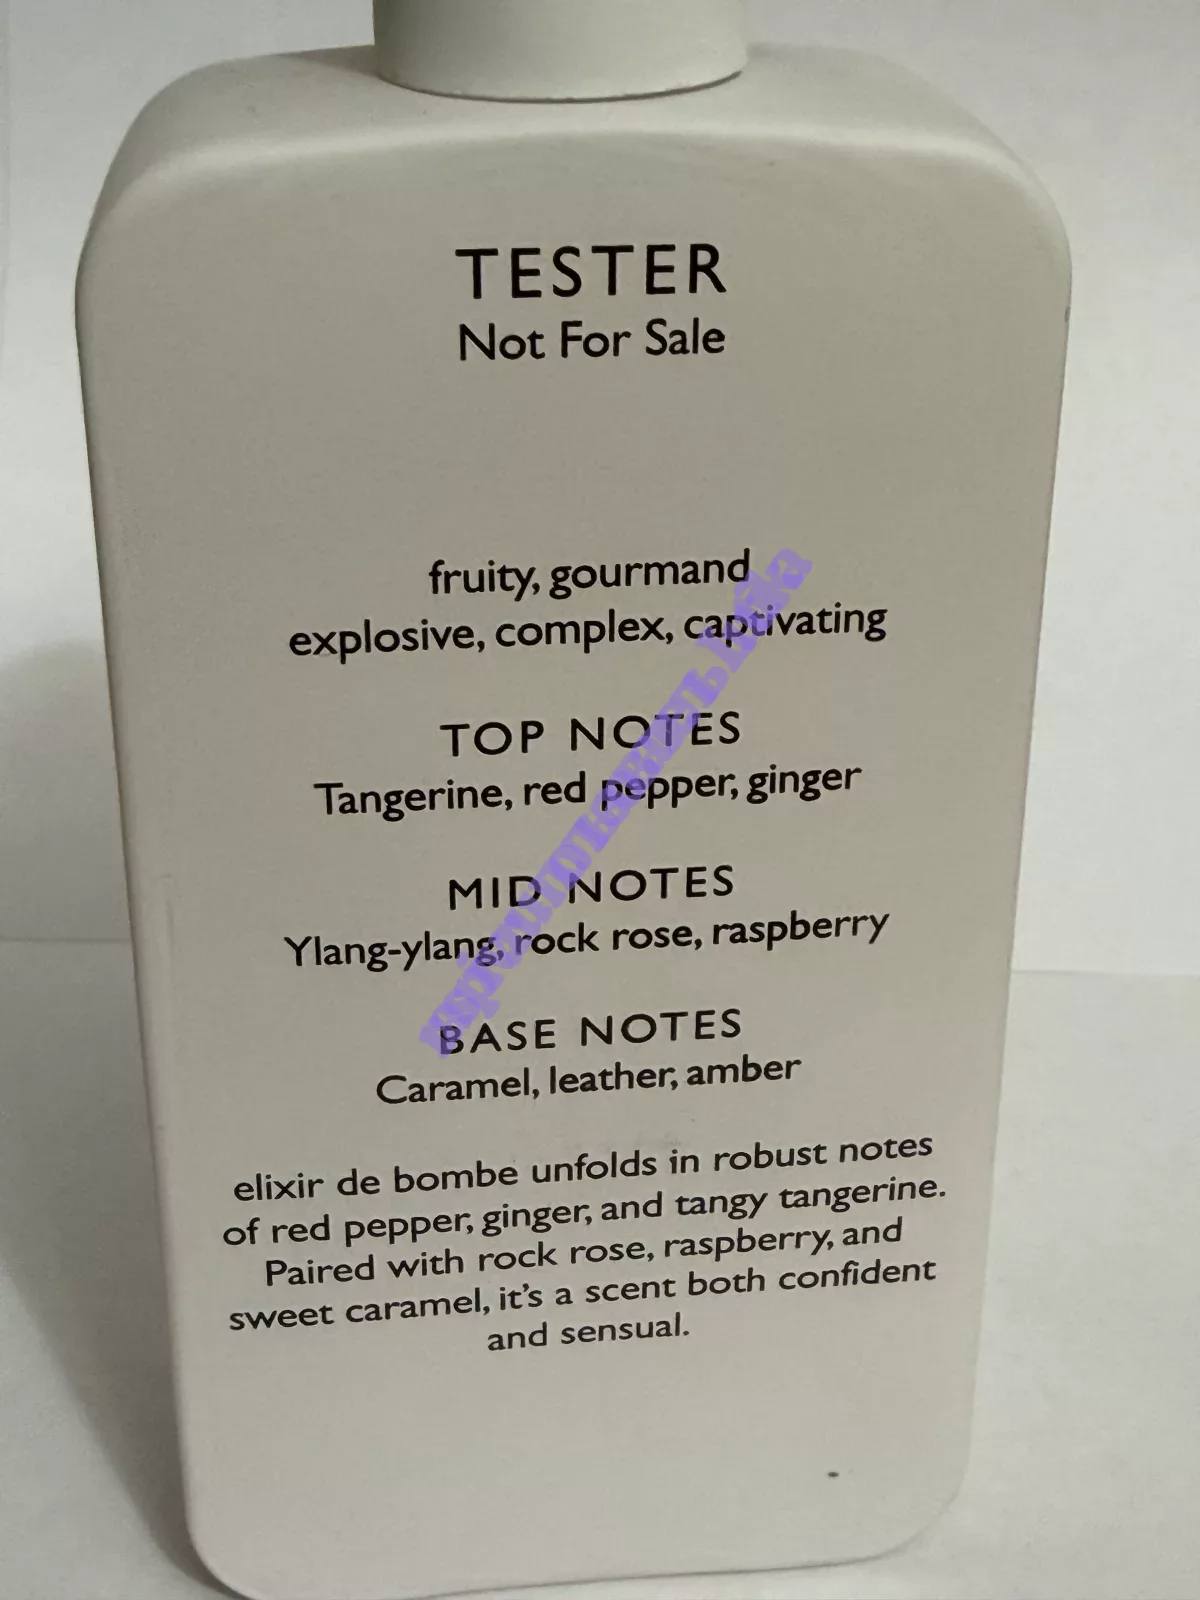 TESTER
Not For Sale
fruity, gourmand
explosive, complex, captivating
TOP NOTES
Tangerine, red pepper, ginger
MID NOTES
Ylang-ylang, rock rose, raspberry
BASE NOTES
Caramel, leather, amber
elixir de bombe unfolds in robust notes
of red pepper, ginger, and tangy tangerine.
Paired with rock rose, raspberry, and
sweet caramel, it's a scent both confident
and sensual.